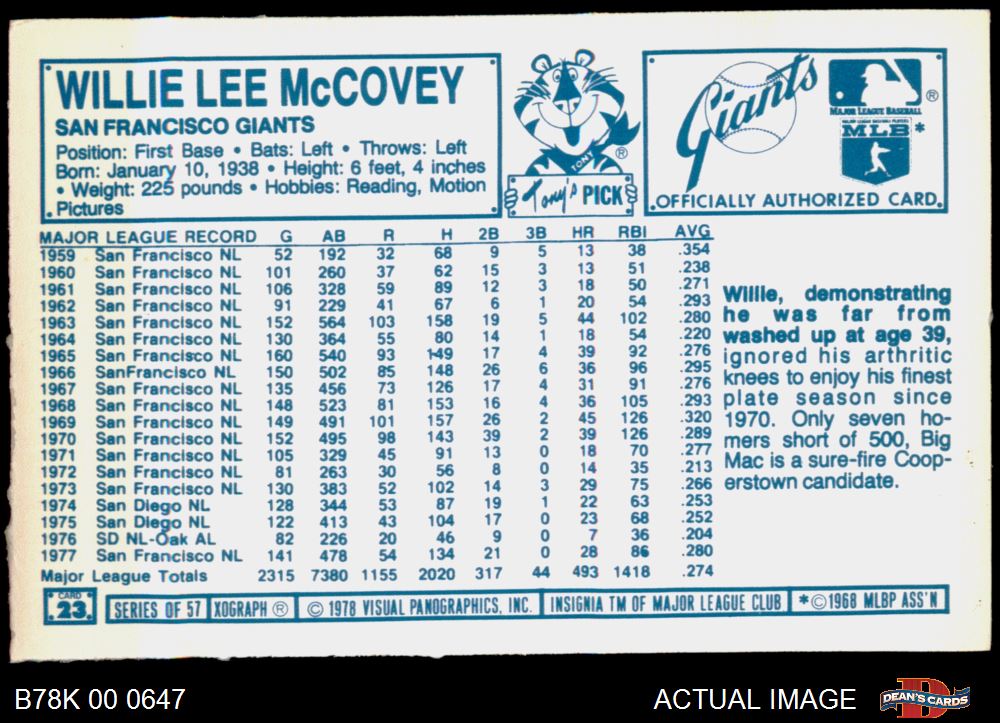 WILLIE LEE McCOVEY
SAN FRANCISCO GIANTS
Position: First Base • Bats: Left • Throws: Left
Born: January 10, 1938 • Height: 6 feet, 4 inches
• Weight: 225 pounds • Hobbies: Reading, Motion
Pictures
TONY
®
Tony's PICK
Giants
®
MAJOR LEAGUE BASEBALL
MAJOR LEAGUE BASEBALL PLAYERS
MLB*
OFFICIALLY AUTHORIZED CARD
MAJOR LEAGUE RECORD G AB R H 2B 3B HR RBI AVG
1959 San Francisco NL 52 192 32 68 9 5 13 38 .354
1960 San Francisco NL 101 260 37 62 15 3 13 51 .238
1961 San Francisco NL 106 328 59 89 12 3 18 50 .271
1962 San Francisco NL 91 229 41 67 6 1 20 54 .293
1963 San Francisco NL 152 564 103 158 19 5 44 102 .280
1964 San Francisco NL 130 364 55 80 14 1 18 54 .220
1965 San Francisco NL 160 540 93 149 17 4 39 92 .276
1966 SanFrancisco NL 150 502 85 148 26 6 36 96 .295
1967 San Francisco NL 135 456 73 126 17 4 31 91 .276
1968 San Francisco NL 148 523 81 153 16 4 36 105 .293
1969 San Francisco NL 149 491 101 157 26 2 45 126 .320
1970 San Francisco NL 152 495 98 143 39 2 39 126 .289
1971 San Francisco NL 105 329 45 91 13 0 18 70 .277
1972 San Francisco NL 81 263 30 56 8 0 14 35 .213
1973 San Francisco NL 130 383 52 102 14 3 29 75 .266
1974 San Diego NL 128 344 53 87 19 1 22 63 .253
1975 San Diego NL 122 413 43 104 17 0 23 68 .252
1976 SD NL-Oak AL 82 226 20 46 9 0 7 36 .204
1977 San Francisco NL 141 478 54 134 21 0 28 86 .280
Major League Totals 2315 7380 1155 2020 317 44 493 1418 .274
Willie, demonstrating
he was far from
washed up at age 39,
ignored his arthritic
knees to enjoy his finest
plate season since
1970. Only seven ho-
mers short of 500, Big
Mac is a sure-fire Coop-
erstown candidate.
CARD
23
SERIES OF 57 XOGRAPH ® © 1978 VISUAL PANOGRAPHICS, INC. INSIGNIA TM OF MAJOR LEAGUE CLUB *©1968 MLBP ASS'N
B78K 00 0647
ACTUAL IMAGE
D
DEAN'S CARDS